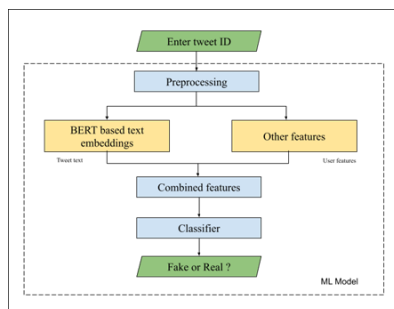 Enter tweet ID
Preprocessing
BERT based text
embeddings
Other features
Tweet text
User features
Combined features
Classifier
Fake or Real ?
ML Model